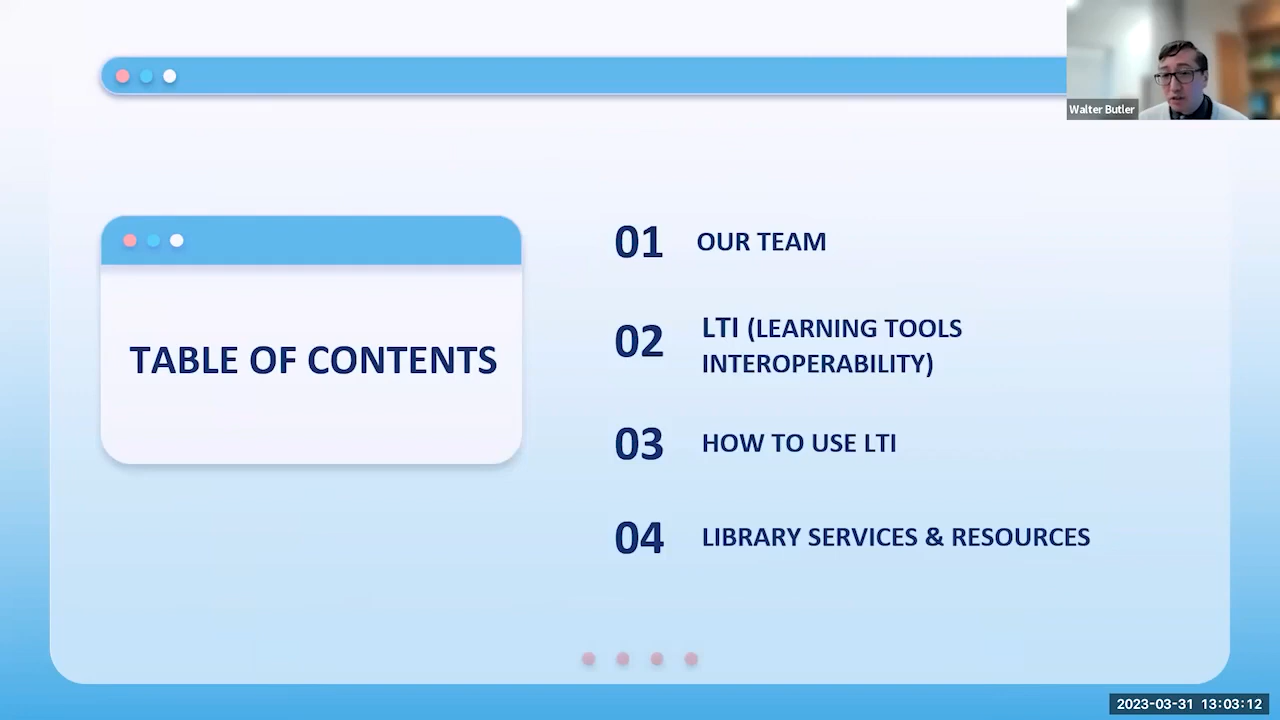 Walter Butler
TABLE OF CONTENTS
01 OUR TEAM
02 LTI (LEARNING TOOLS
INTEROPERABILITY)
03 HOW TO USE LTI
04 LIBRARY SERVICES & RESOURCES
2023-03-31 13:03:12